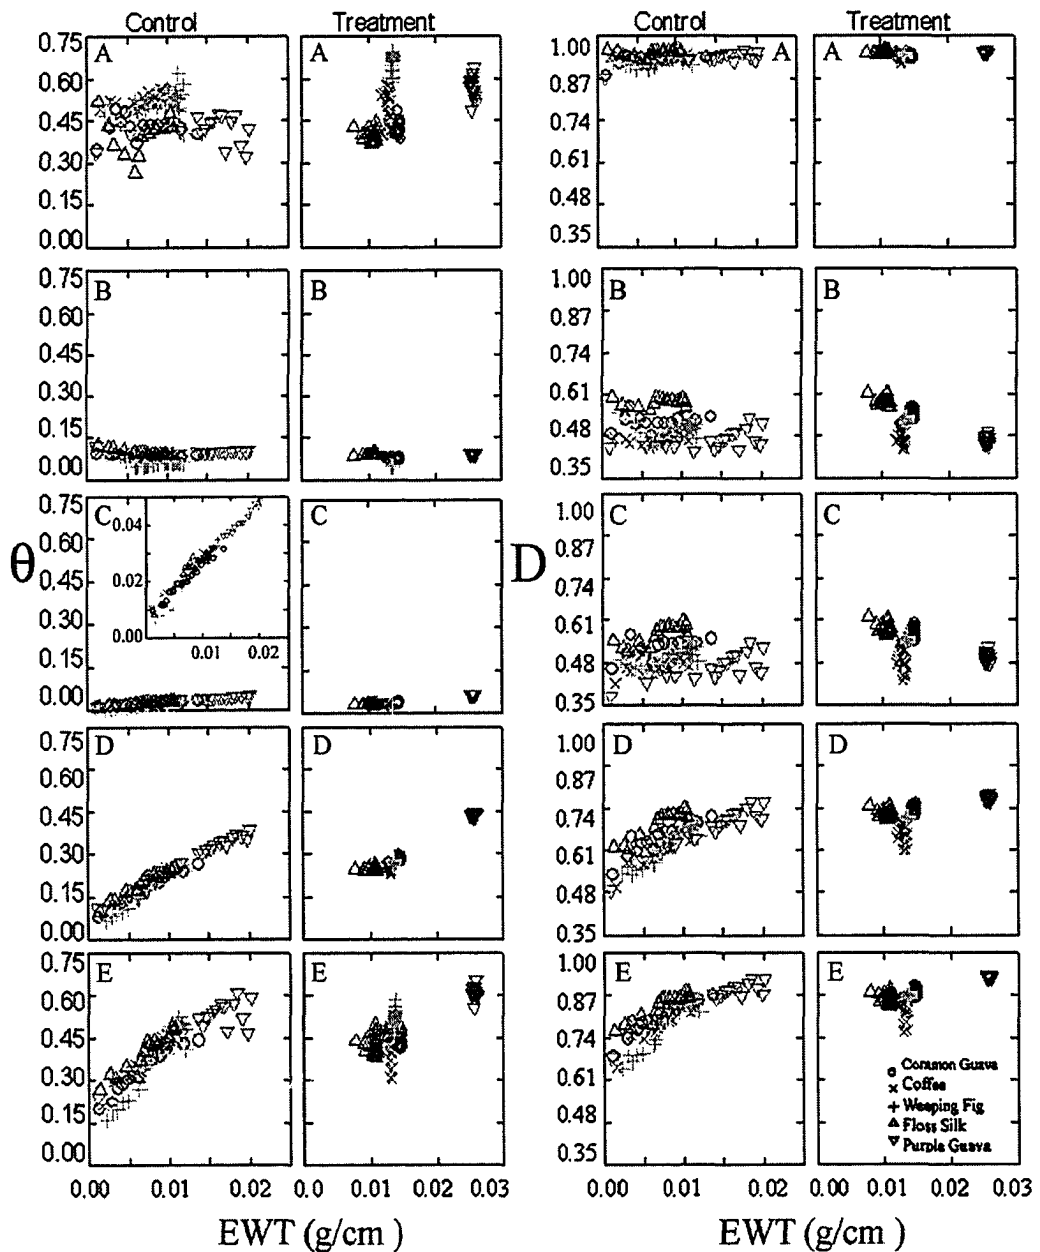 Control Treatment Control Treatment
A A A A
0.75 0.60 0.45 0.30 0.15 0.00
1.00 0.87 0.74 0.61 0.48 0.35
B B B B
0.75 0.60 0.45 0.30 0.15 0.00
1.00 0.87 0.74 0.61 0.48 0.35
C C C C
0.75 0.60 0.45 0.30 0.15 0.00
0.04 0.02 0.00
0.01 0.02
1.00 0.87 0.74 0.61 0.48 0.35
θ D
D D D D
0.75 0.60 0.45 0.30 0.15 0.00
1.00 0.87 0.74 0.61 0.48 0.35
E E E E
0.75 0.60 0.45 0.30 0.15 0.00
1.00 0.87 0.74 0.61 0.48 0.35
Common Guava
Coffee
Weeping Fig
Floss Silk
Purple Guava
0.00 0.01 0.02 0.01 0.02 0.03 0.00 0.01 0.02 0.00 0.01 0.02 0.03
EWT (g/cm ) EWT (g/cm )